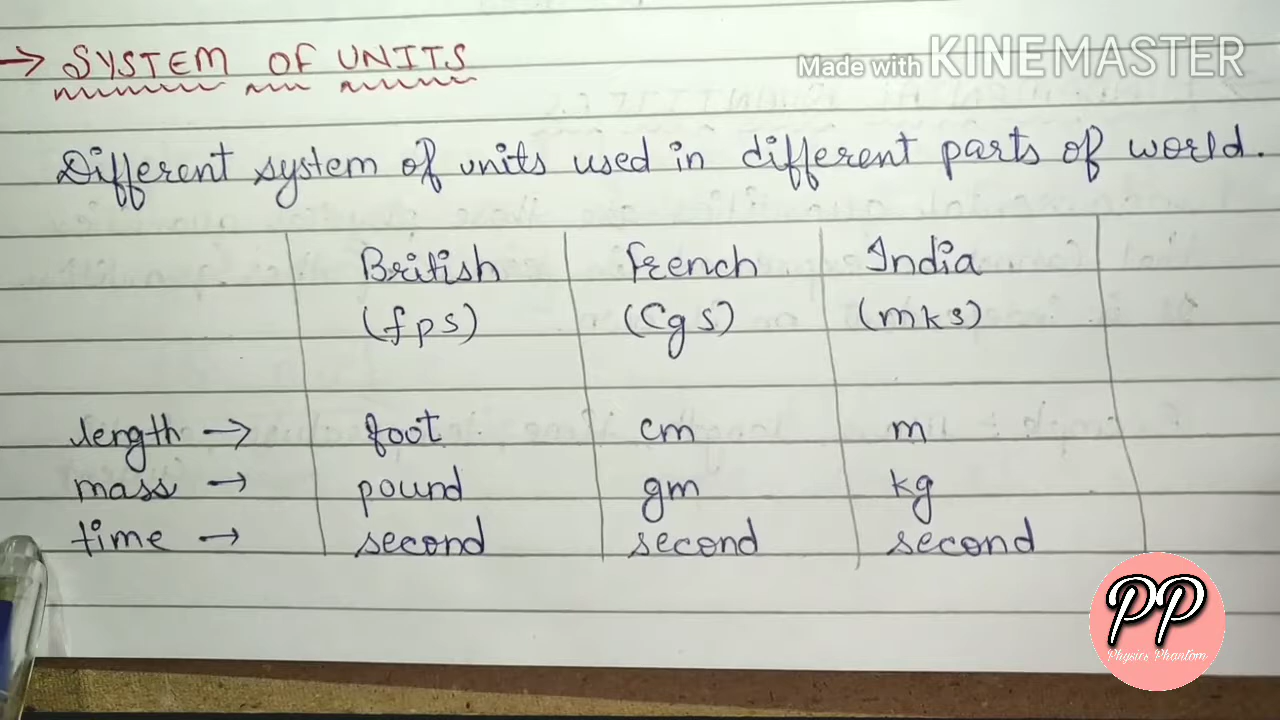 → SYSTEM OF UNITS
Made with KINEMASTER
Different system of units used in different parts of world.
British French India
(fps) (Cgs) (mks)
length → foot cm m
mass → pound gm kg
time → second second second
PP
Physics Phantom